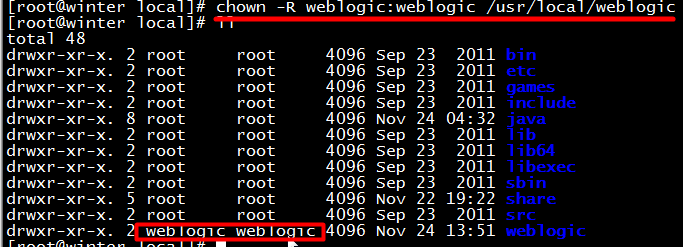 [root@winter local]# chown -R weblogic:weblogic /usr/local/weblogic
[root@winter local]# ll
total 48
drwxr-xr-x. 2 root root 4096 Sep 23 2011 bin
drwxr-xr-x. 2 root root 4096 Sep 23 2011 etc
drwxr-xr-x. 2 root root 4096 Sep 23 2011 games
drwxr-xr-x. 2 root root 4096 Sep 23 2011 include
drwxr-xr-x. 8 root root 4096 Nov 24 04:32 java
drwxr-xr-x. 2 root root 4096 Sep 23 2011 lib
drwxr-xr-x. 2 root root 4096 Sep 23 2011 lib64
drwxr-xr-x. 2 root root 4096 Sep 23 2011 libexec
drwxr-xr-x. 2 root root 4096 Sep 23 2011 sbin
drwxr-xr-x. 5 root root 4096 Nov 22 19:22 share
drwxr-xr-x. 2 root root 4096 Sep 23 2011 src
drwxr-xr-x. 2 weblogic weblogic 4096 Nov 24 13:51 weblogic
[root@winter local]#